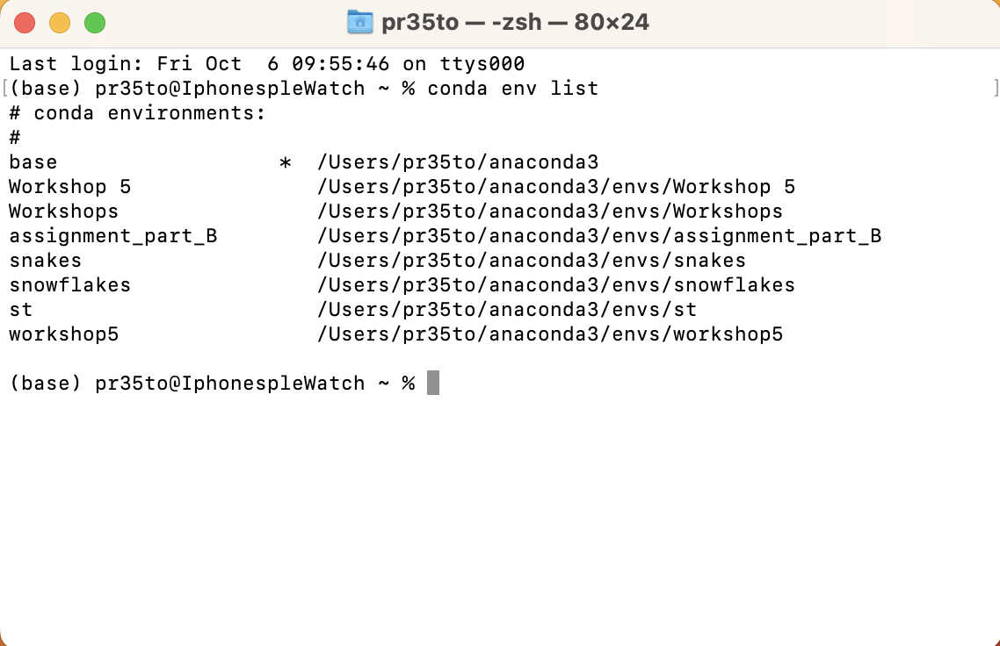 pr35to — -zsh — 80×24
Last login: Fri Oct  6 09:55:46 on ttys000
[(base) pr35to@IphonespleWatch ~ % conda env list ]
# conda environments:
#
base                  *  /Users/pr35to/anaconda3
Workshop 5               /Users/pr35to/anaconda3/envs/Workshop 5
Workshops                /Users/pr35to/anaconda3/envs/Workshops
assignment_part_B        /Users/pr35to/anaconda3/envs/assignment_part_B
snakes                   /Users/pr35to/anaconda3/envs/snakes
snowflakes               /Users/pr35to/anaconda3/envs/snowflakes
st                       /Users/pr35to/anaconda3/envs/st
workshop5                /Users/pr35to/anaconda3/envs/workshop5
(base) pr35to@IphonespleWatch ~ %